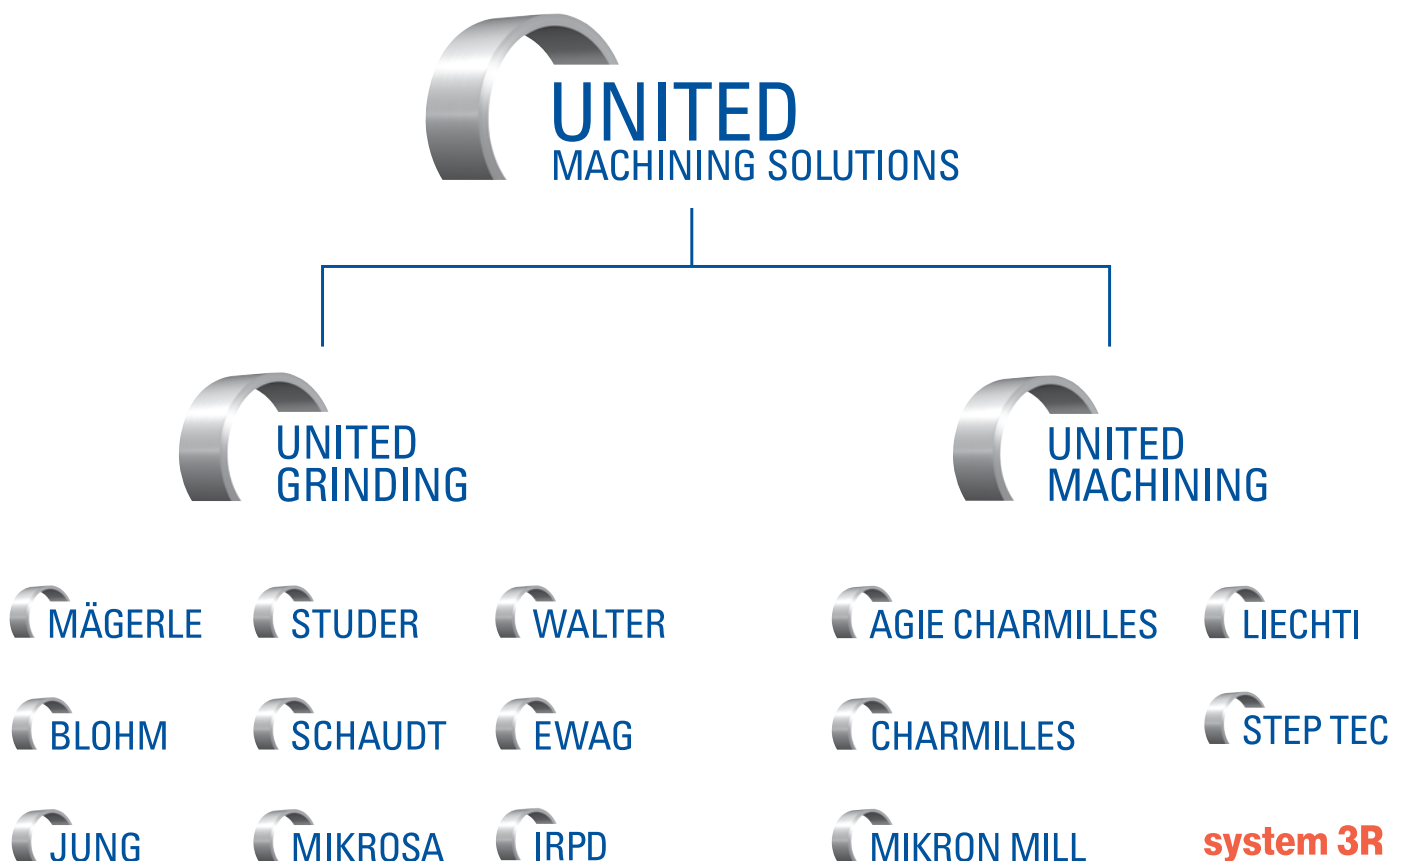 UNITED
MACHINING SOLUTIONS
UNITED
GRINDING
UNITED
MACHINING
MÄGERLE
STUDER
WALTER
AGIE CHARMILLES
LIECHTI
BLOHM
SCHAUDT
EWAG
CHARMILLES
STEP TEC
JUNG
MIKROSA
IRPD
MIKRON MILL
system 3R